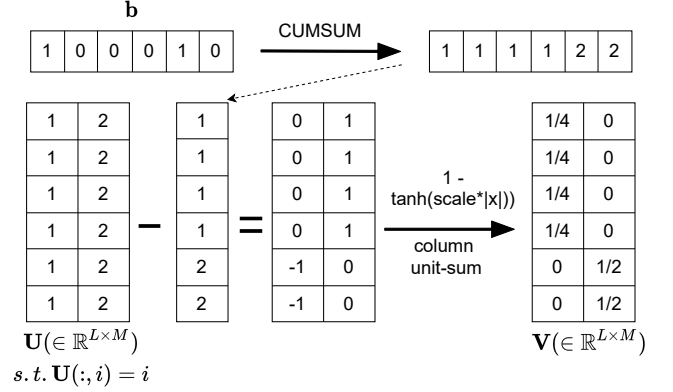 b
1 0 0 0 1 0 CUMSUM 1 1 1 1 2 2
1 2 1 0 1 1/4 0
1 2 1 0 1 1/4 0
1 2 1 0 1 1/4 0
1 2 − 1 = 0 1 1/4 0
1 2 2 -1 0 0 1/2
1 2 2 -1 0 0 1/2
1 -
tanh(scale*|x|))
column
unit-sum
U(∈ ℝ^{L×M})
s.t. U(:, i) = i
V(∈ ℝ^{L×M})